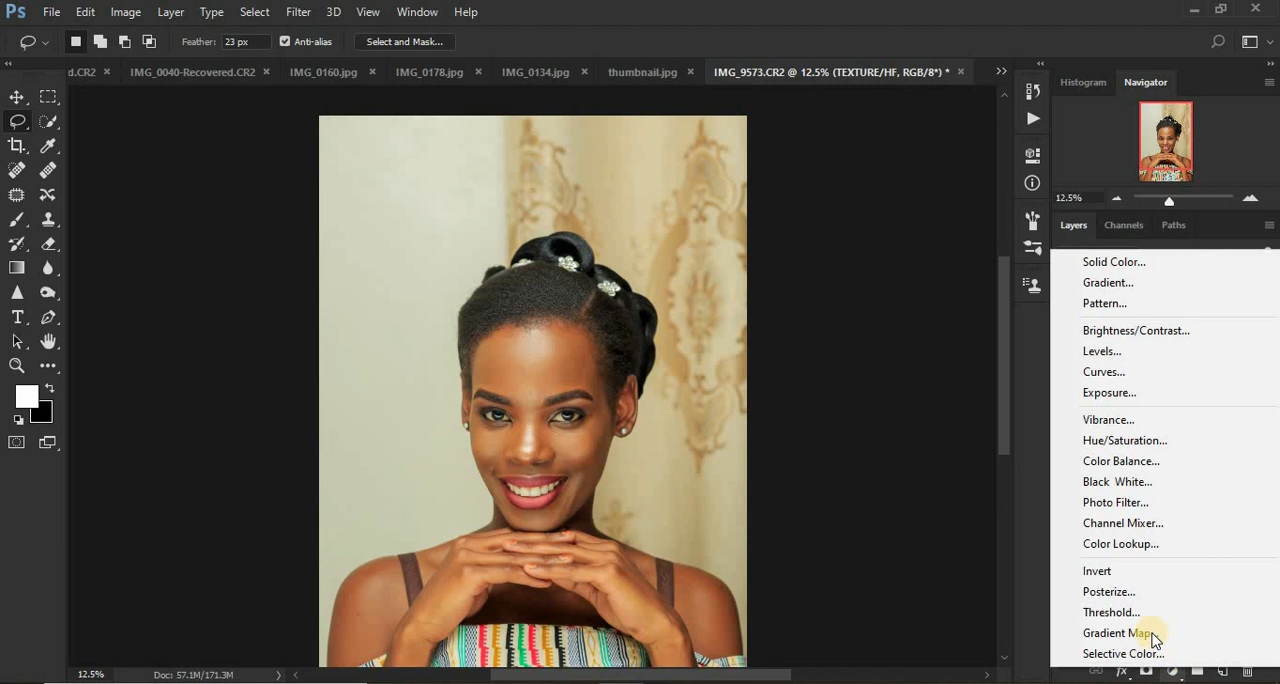 Ps File Edit Image Layer Type Select Filter 3D View Window Help
Feather: 23 px Anti-alias Select and Mask...
d.CR2 × IMG_0040-Recovered.CR2 × IMG_0160.jpg × IMG_0178.jpg × IMG_0134.jpg × thumbnail.jpg × IMG_9573.CR2 @ 12.5% (TEXTURE/HF, RGB/8*) * ×
Histogram Navigator
12.5%
Layers Channels Paths
Solid Color...
Gradient...
Pattern...
Brightness/Contrast...
Levels...
Curves...
Exposure...
Vibrance...
Hue/Saturation...
Color Balance...
Black White...
Photo Filter...
Channel Mixer...
Color Lookup...
Invert
Posterize...
Threshold...
Gradient Map...
Selective Color...
12.5% Doc: 57.1M/171.3M